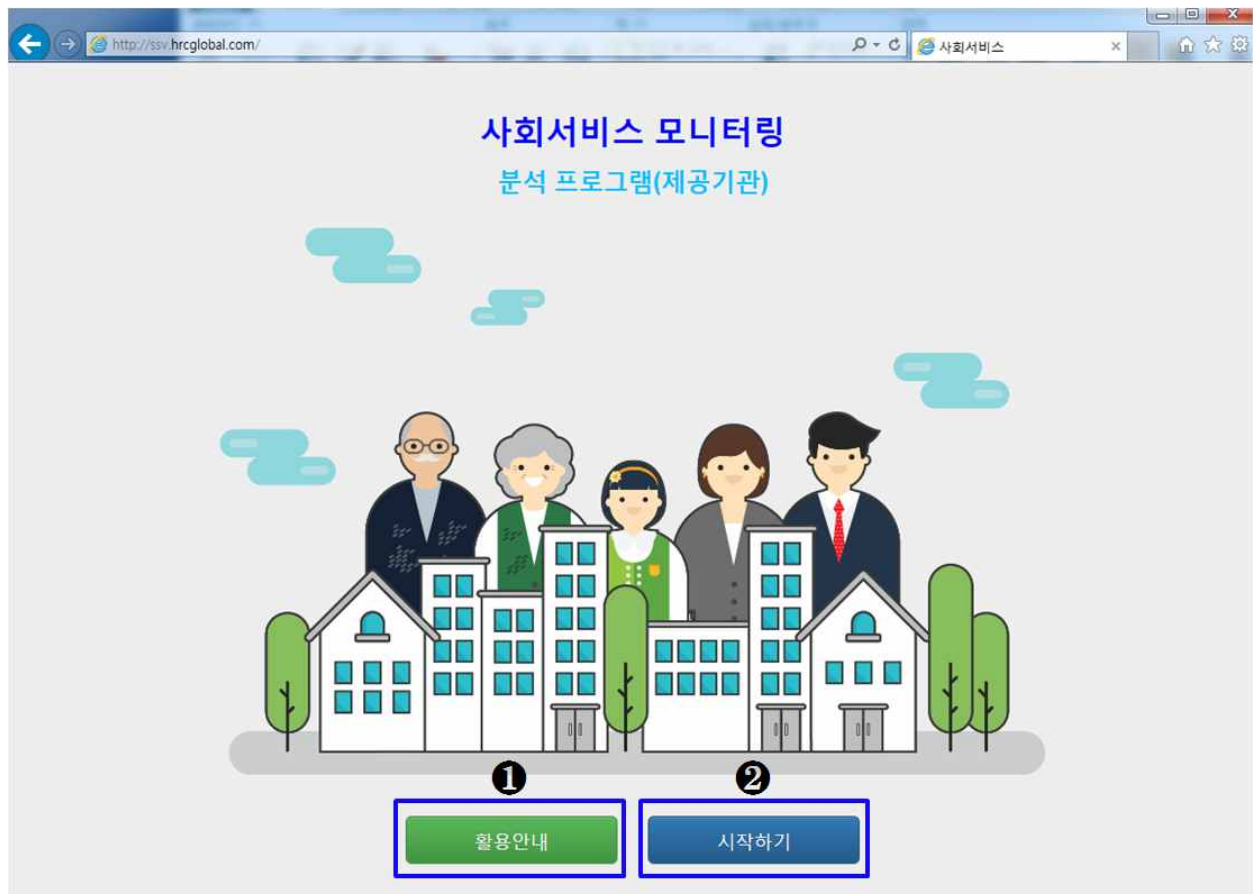 http://ssv.hrcglobal.com/
사회서비스
사회서비스 모니터링
분석 프로그램(제공기관)
❶ ❷
활용안내 시작하기